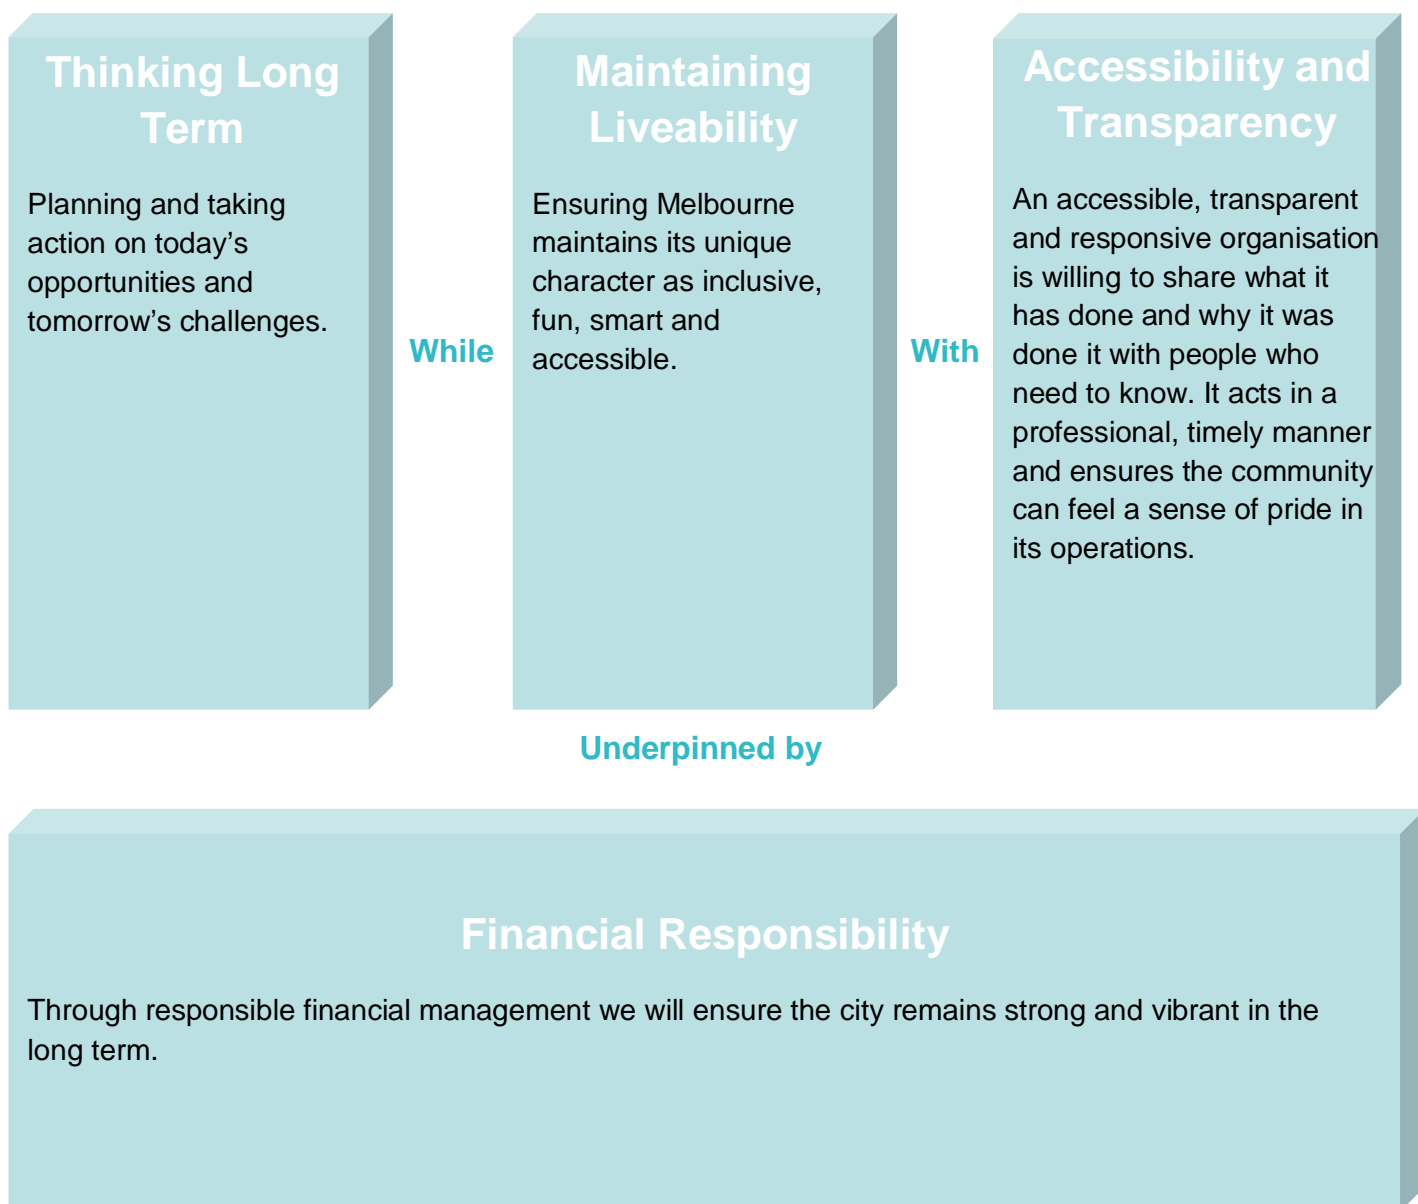 Thinking Long
Term
Planning and taking
action on today’s
opportunities and
tomorrow’s challenges.
While
Maintaining
Liveability
Ensuring Melbourne
maintains its unique
character as inclusive,
fun, smart and
accessible.
With
Accessibility and
Transparency
An accessible, transparent
and responsive organisation
is willing to share what it
has done and why it was
done it with people who
need to know. It acts in a
professional, timely manner
and ensures the community
can feel a sense of pride in
its operations.
Underpinned by
Financial Responsibility
Through responsible financial management we will ensure the city remains strong and vibrant in the
long term.